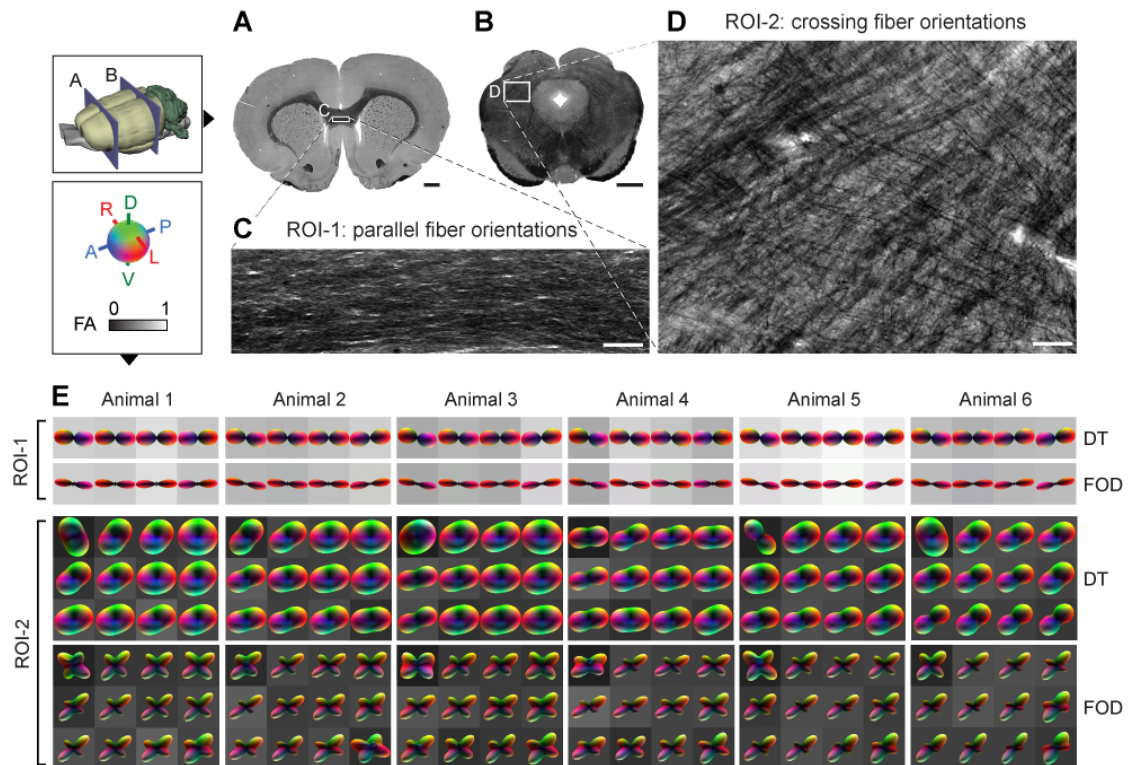 A
B
D
ROI-2: crossing fiber orientations
A
B
C
D
R
D
P
A
L
V
0
1
FA
C
ROI-1: parallel fiber orientations
E
Animal 1
Animal 2
Animal 3
Animal 4
Animal 5
Animal 6
ROI-1
DT
FOD
ROI-2
DT
FOD